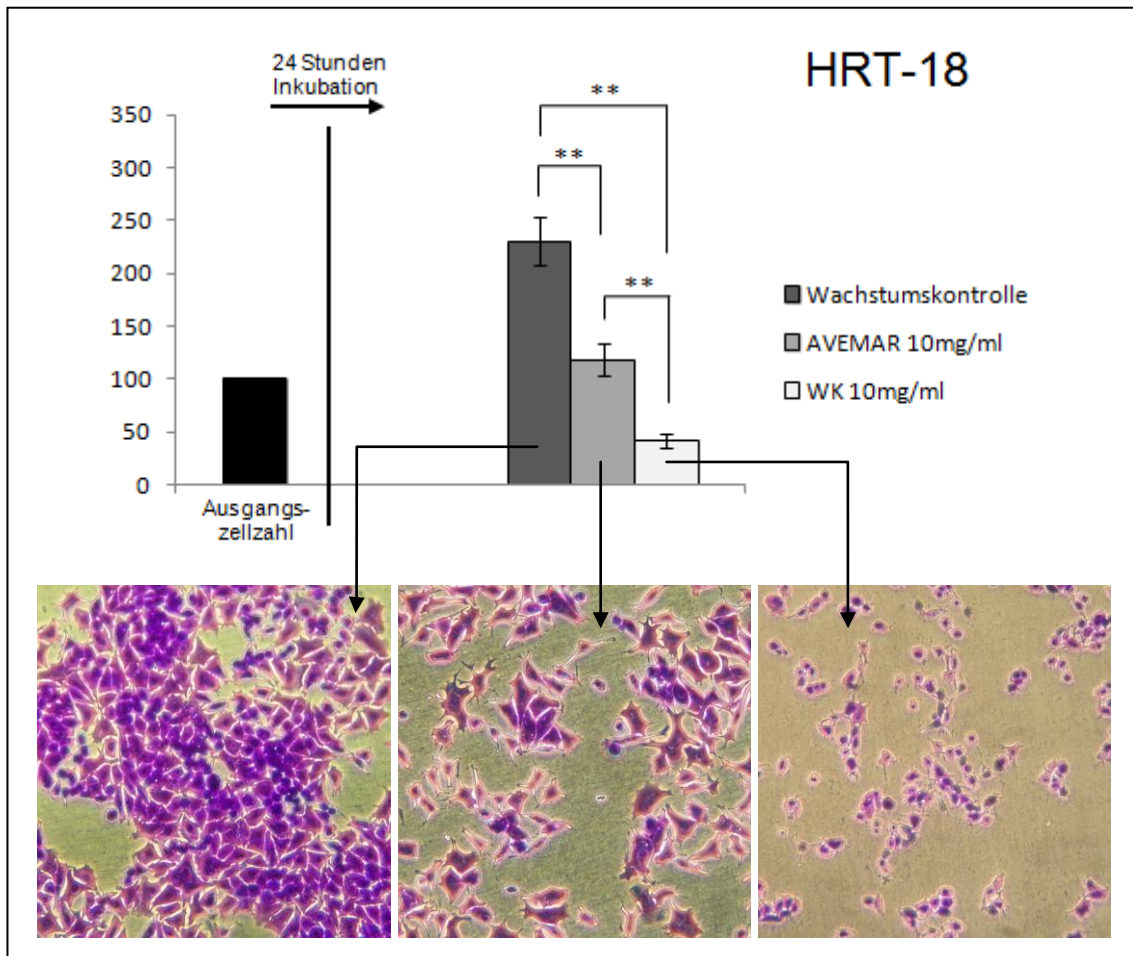 24 Stunden
Inkubation
HRT-18
350
300
250
200
150
100
50
0
**
**
**
Ausgangs-
zellzahl
Wachstumskontrolle
AVEMAR 10mg/ml
WK 10mg/ml